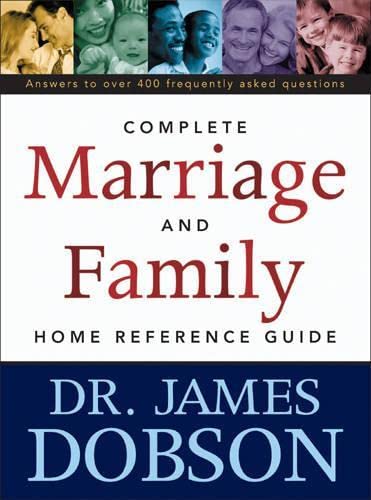 Answers to over 400 frequently asked questions
COMPLETE
Marriage
AND
Family
HOME REFERENCE GUIDE
DR. JAMES
DOBSON